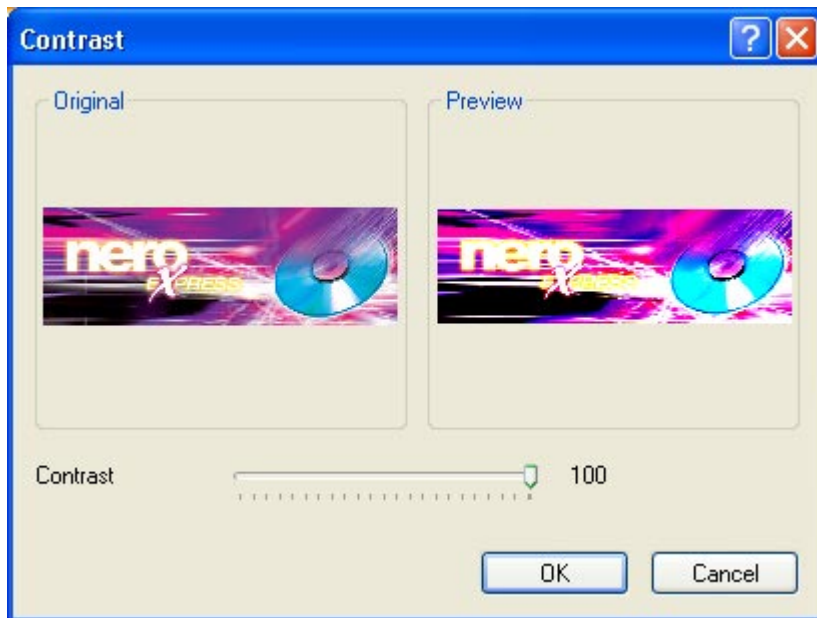 Contrast
Original
Preview
nero
EXPRESS
nero
EXPRESS
Contrast 100
OK Cancel